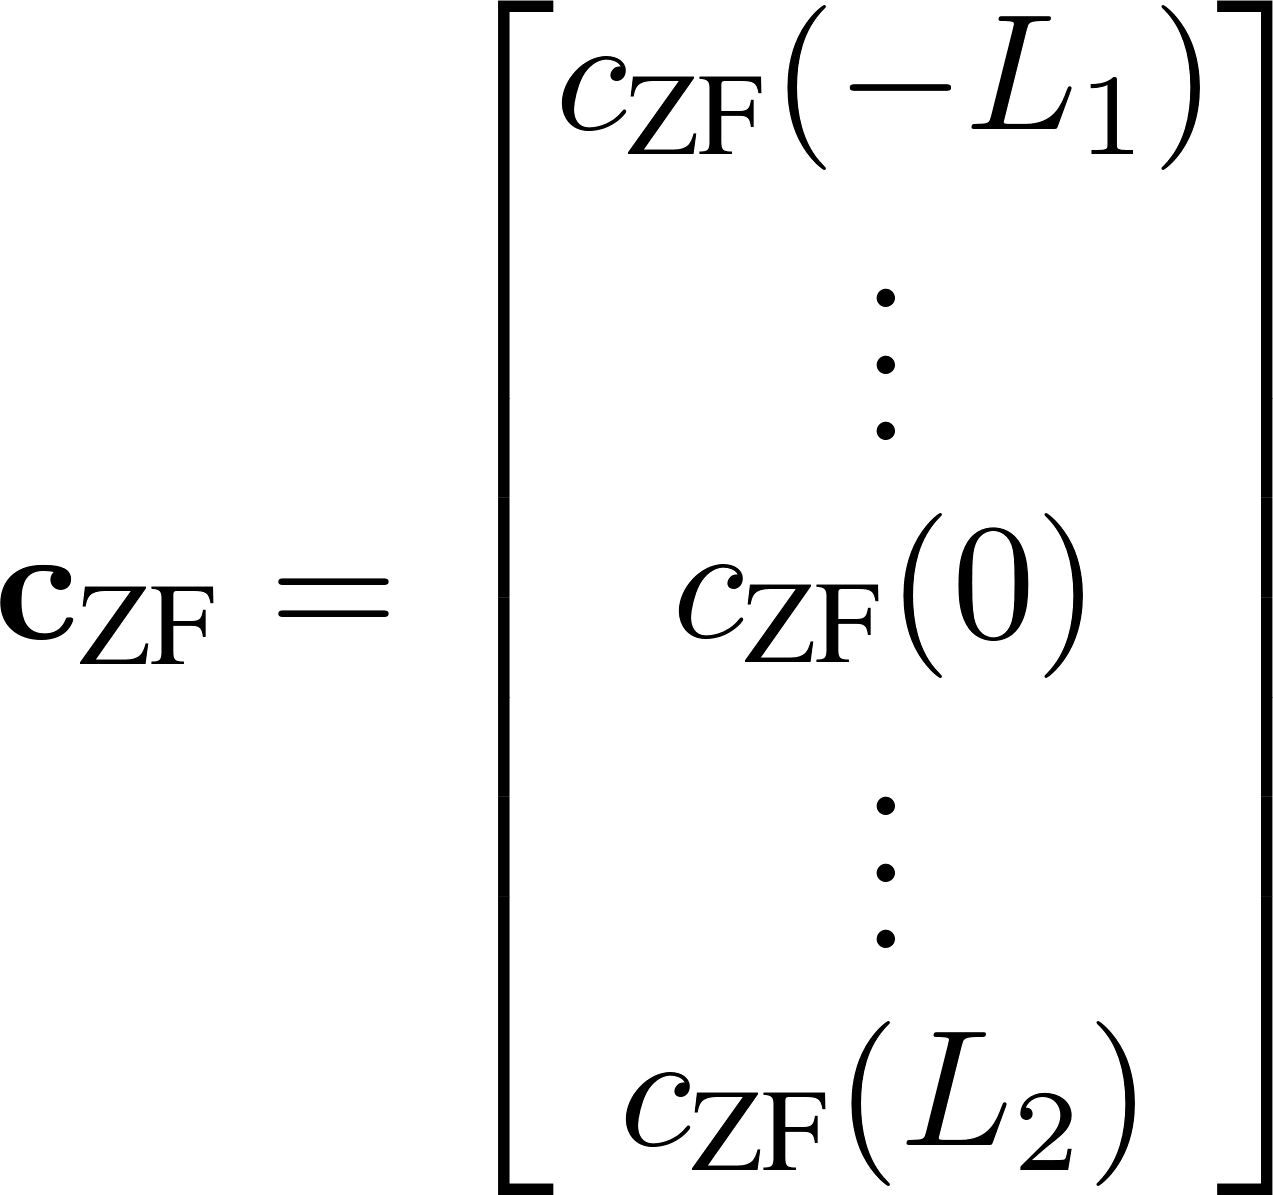 c_ZF(−L_1)
⋮
c_ZF = c_ZF(0)
⋮
c_ZF(L_2)